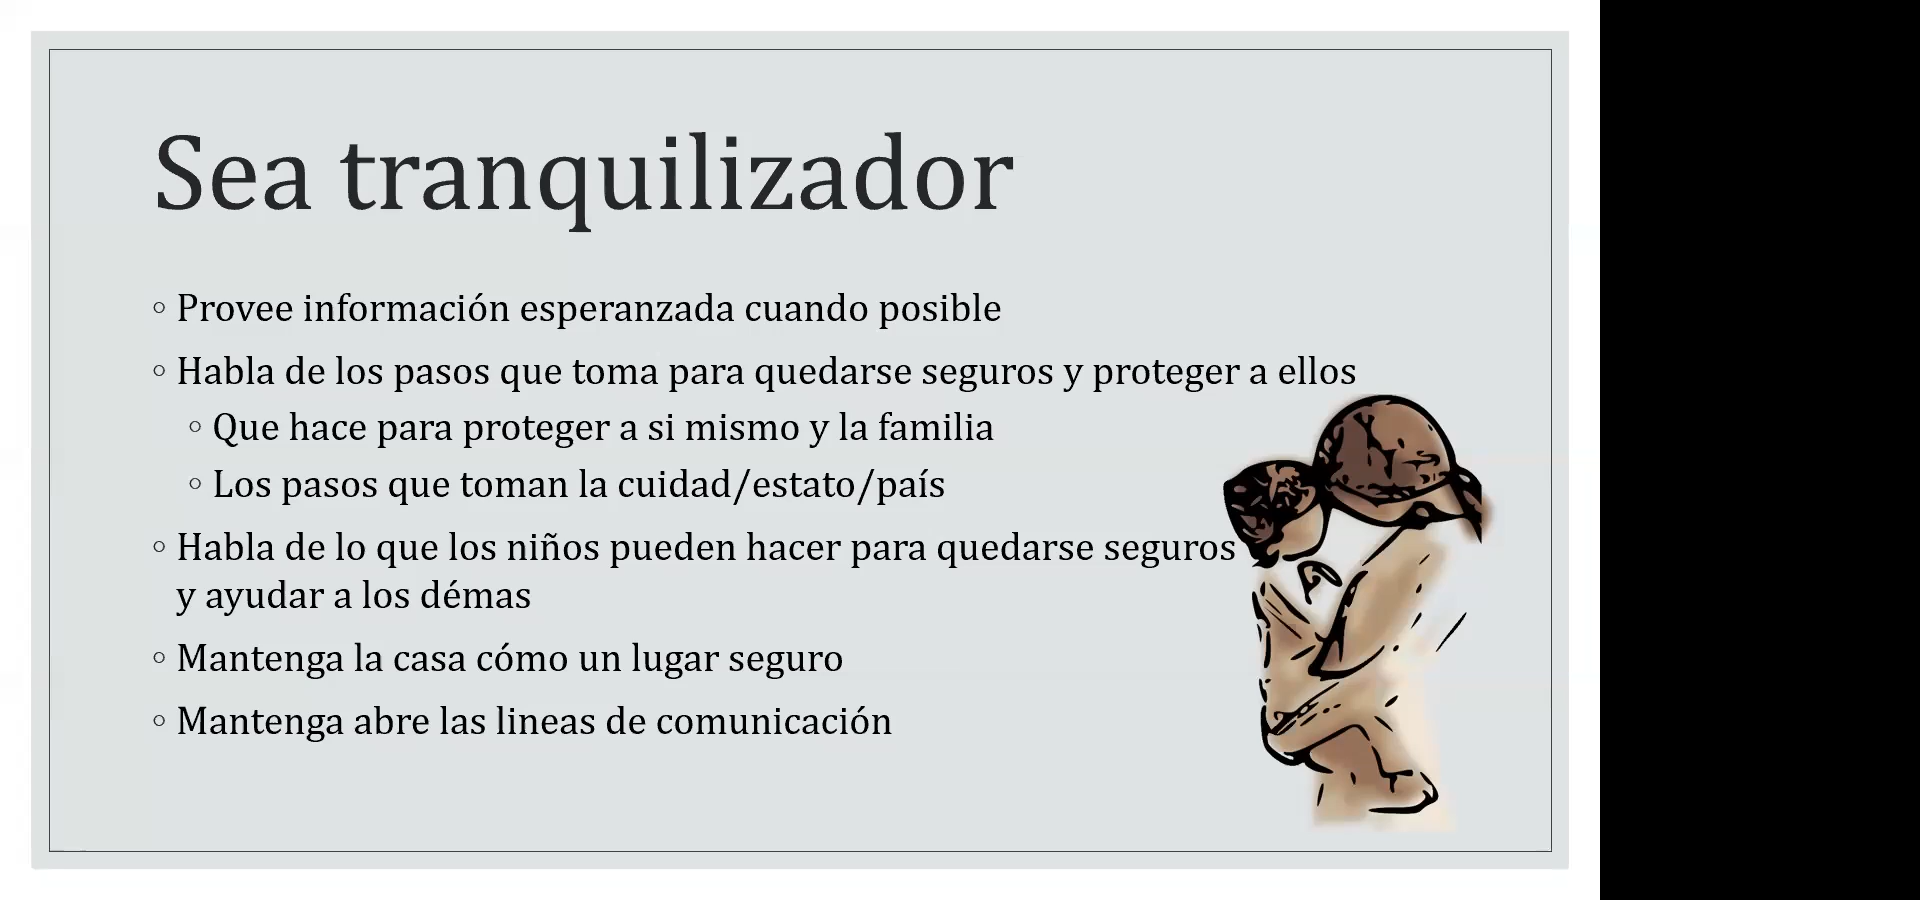 Sea tranquilizador
◦ Provee información esperanzada cuando posible
◦ Habla de los pasos que toma para quedarse seguros y proteger a ellos
◦ Que hace para proteger a si mismo y la familia
◦ Los pasos que toman la cuidad/estato/país
◦ Habla de lo que los niños pueden hacer para quedarse seguros
y ayudar a los démas
◦ Mantenga la casa cómo un lugar seguro
◦ Mantenga abre las lineas de comunicación